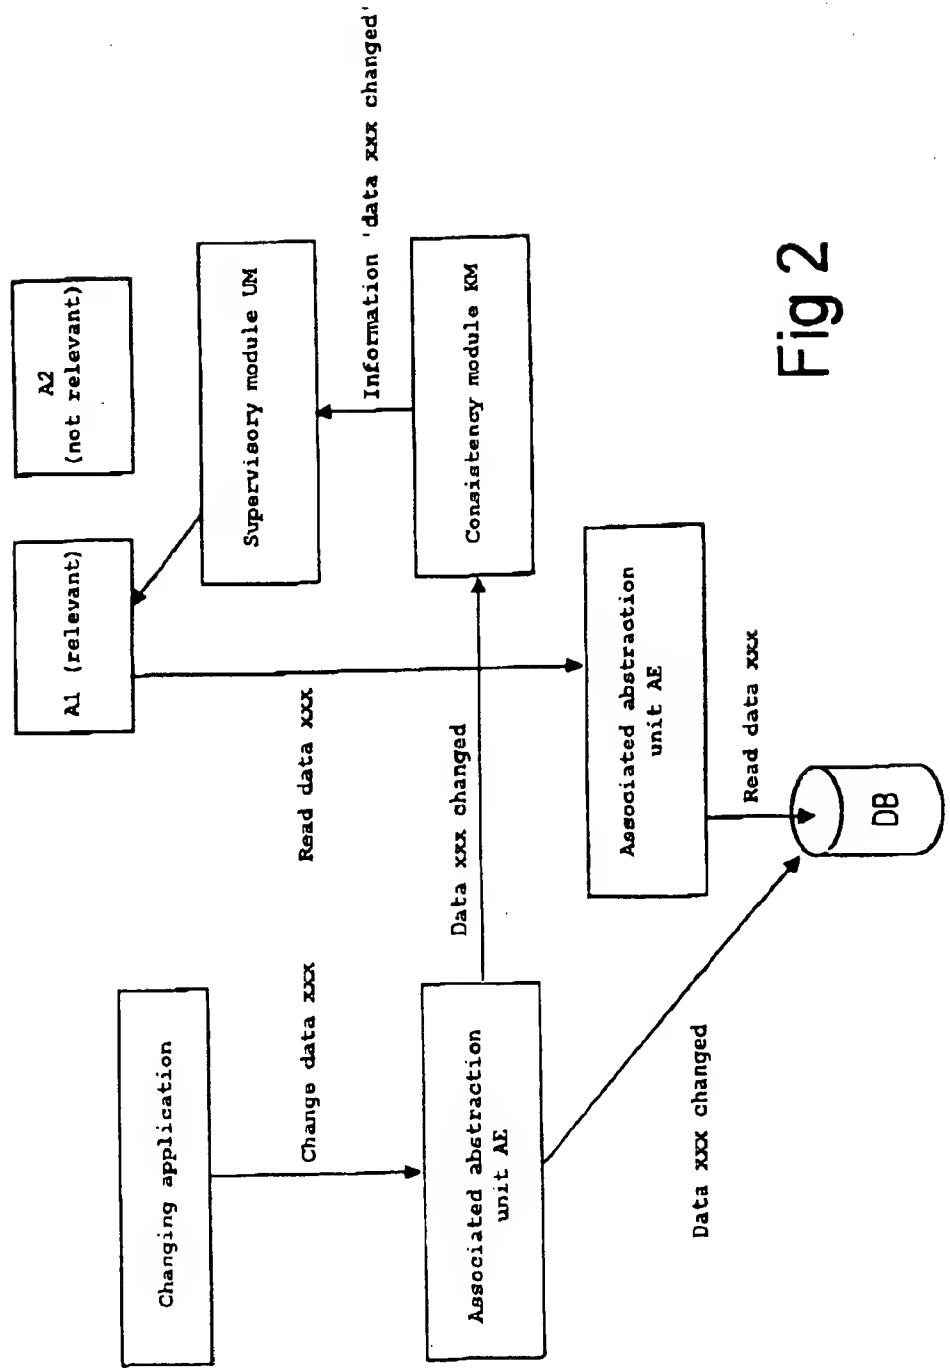 A1 (relevant)
A2
(not relevant)
Changing application
Supervisory module UM
Change data xxx
Read data xxx
Information 'data xxx changed'
Associated abstraction
unit AE
Data xxx changed
Consistency module KM
Associated abstraction
unit AE
Data xxx changed
Read data xxx
DB
Fig 2